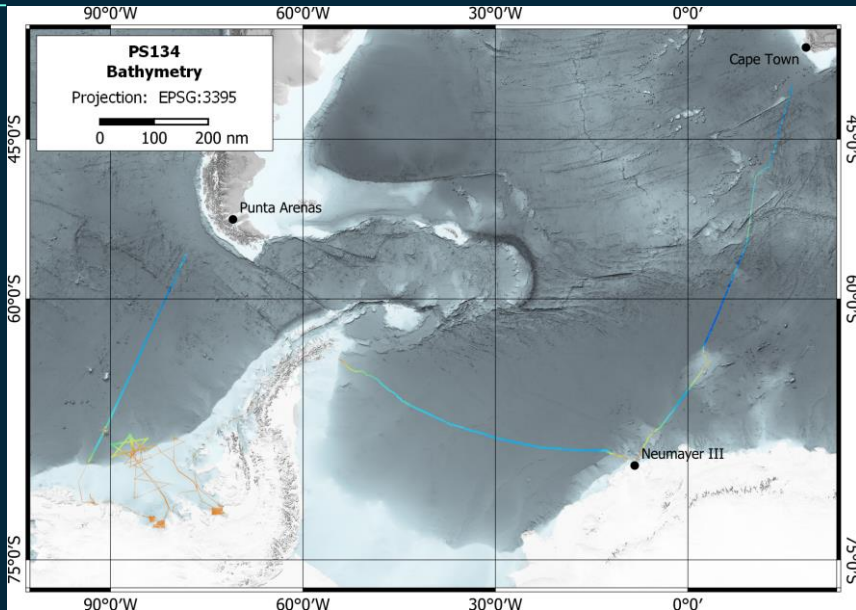 90°0'W
60°0'W
30°0'W
0°0'
PS134
Bathymetry
Projection: EPSG:3395
0 100 200 nm
Cape Town
45°0'S
45°0'S
Punta Arenas
60°0'S
60°0'S
Neumayer III
75°0'S
75°0'S
90°0'W
60°0'W
30°0'W
0°0'